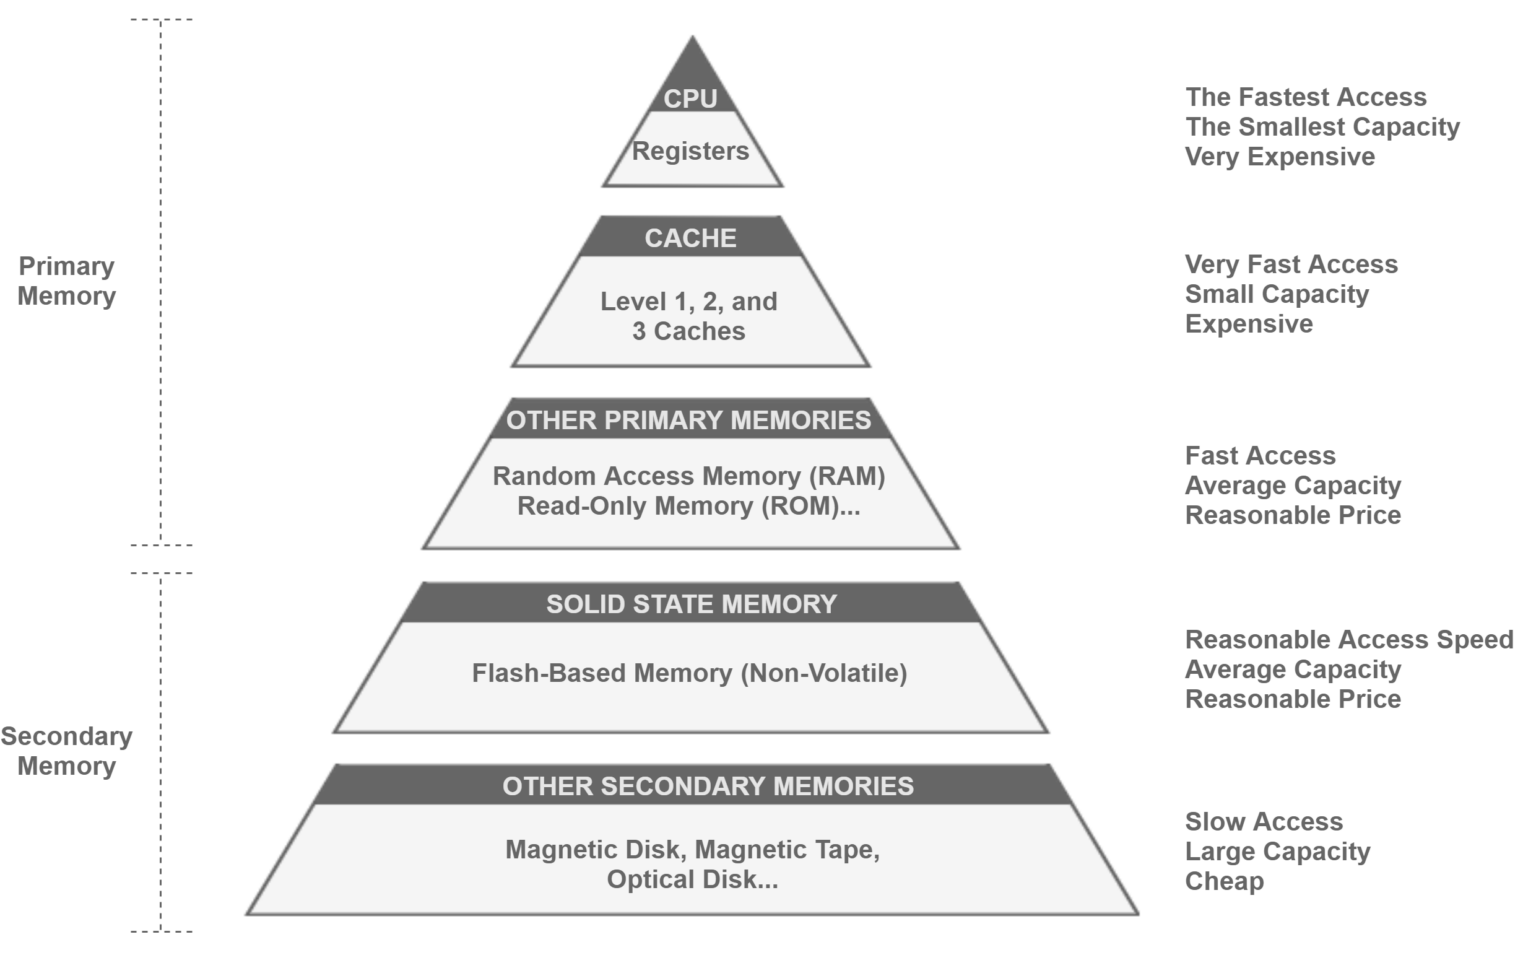 CPU
Registers
The Fastest Access
The Smallest Capacity
Very Expensive
CACHE
Level 1, 2, and
3 Caches
Very Fast Access
Small Capacity
Expensive
Primary
Memory
OTHER PRIMARY MEMORIES
Random Access Memory (RAM)
Read-Only Memory (ROM)...
Fast Access
Average Capacity
Reasonable Price
SOLID STATE MEMORY
Flash-Based Memory (Non-Volatile)
Reasonable Access Speed
Average Capacity
Reasonable Price
Secondary
Memory
OTHER SECONDARY MEMORIES
Magnetic Disk, Magnetic Tape,
Optical Disk...
Slow Access
Large Capacity
Cheap